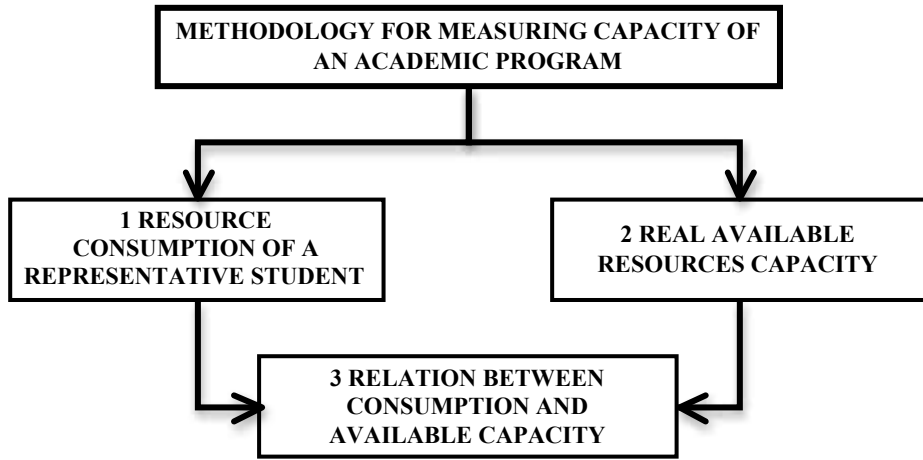 METHODOLOGY FOR MEASURING CAPACITY OF
AN ACADEMIC PROGRAM
1 RESOURCE
CONSUMPTION OF A
REPRESENTATIVE STUDENT
2 REAL AVAILABLE
RESOURCES CAPACITY
3 RELATION BETWEEN
CONSUMPTION AND
AVAILABLE CAPACITY